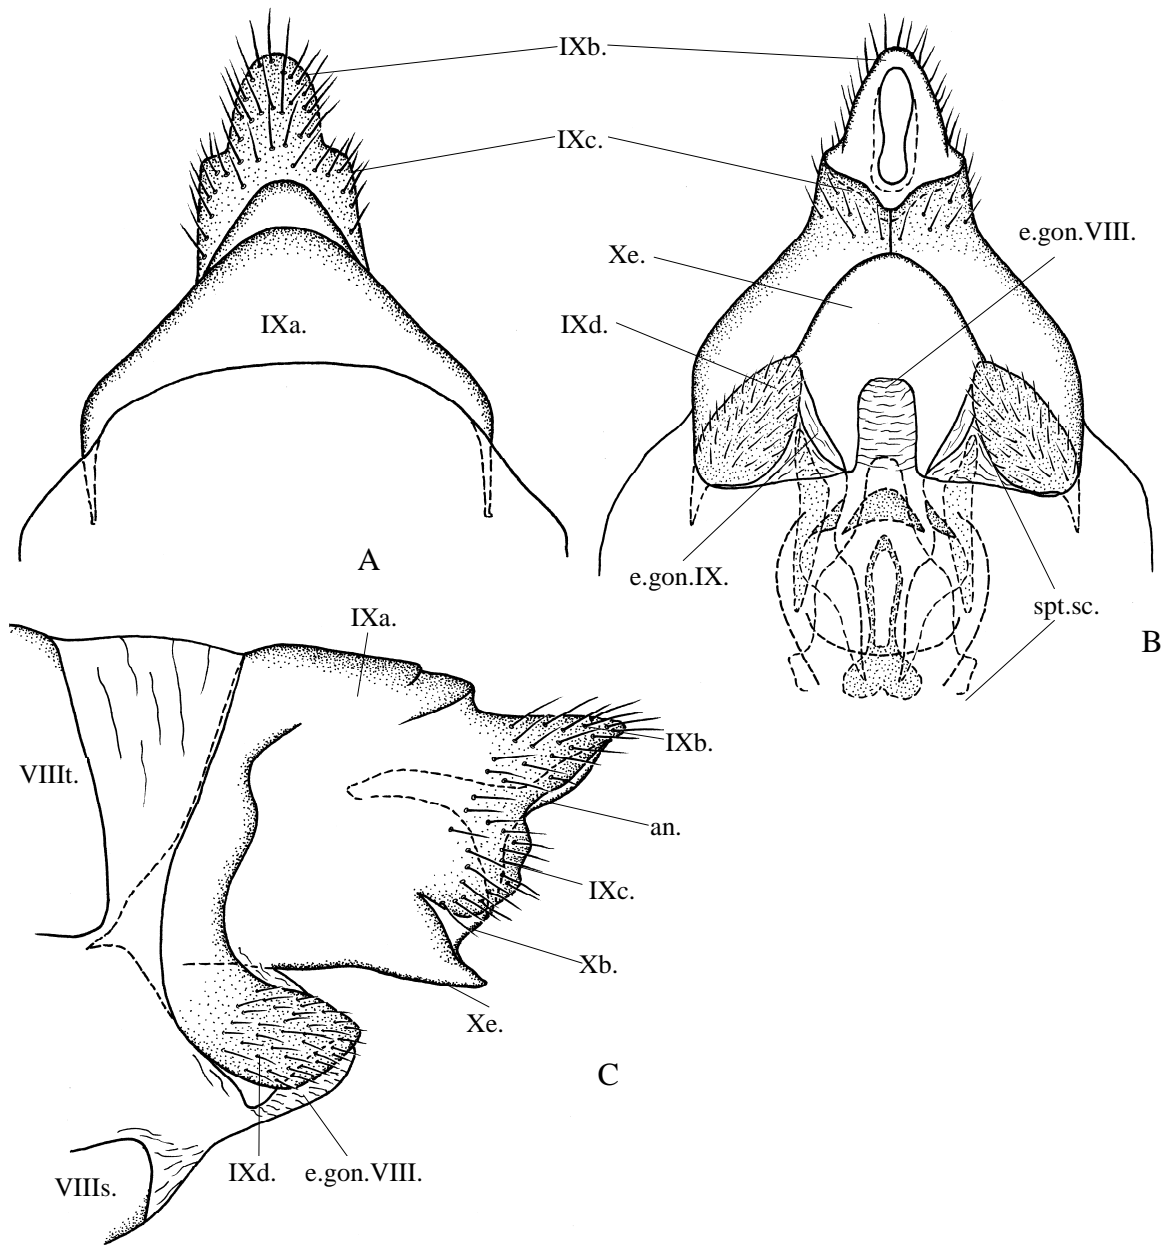 IXb.
IXc.
e.gon.VIII.
Xe.
IXa.
IXd.
A
e.gon.IX.
spt.sc.
B
IXa.
VIIIt.
IXb.
an.
IXc.
Xb.
Xe.
C
IXd.
e.gon.VIII.
VIIIs.